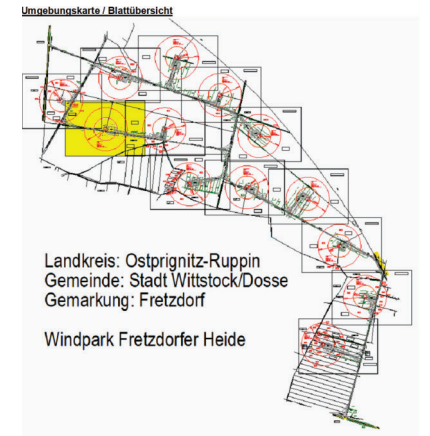 Umgebungskarte / Blattübersicht
Landkreis: Ostprignitz-Ruppin
Gemeinde: Stadt Wittstock/Dosse
Gemarkung: Fretzdorf
Windpark Fretzdorfer Heide